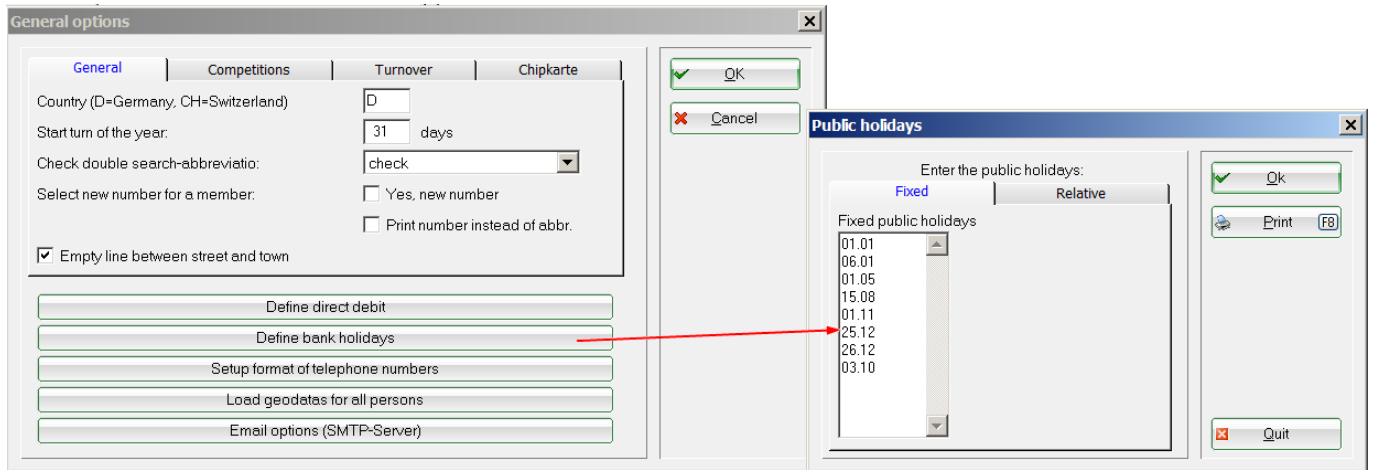 General options
General Competitions Turnover Chipkarte
Country (D=Germany, CH=Switzerland) D
Start turn of the year: 31 days
Check double search-abbreviatio: check
Select new number for a member: Yes, new number
Print number instead of abbr.
Empty line between street and town
Define direct debit
Define bank holidays
Setup format of telephone numbers
Load geodatas for all persons
Email options (SMTP-Server)
OK
Cancel
Public holidays
Enter the public holidays:
Fixed Relative
Fixed public holidays
01.01
06.01
01.05
15.08
01.11
25.12
26.12
03.10
Ok
Print F8
Quit